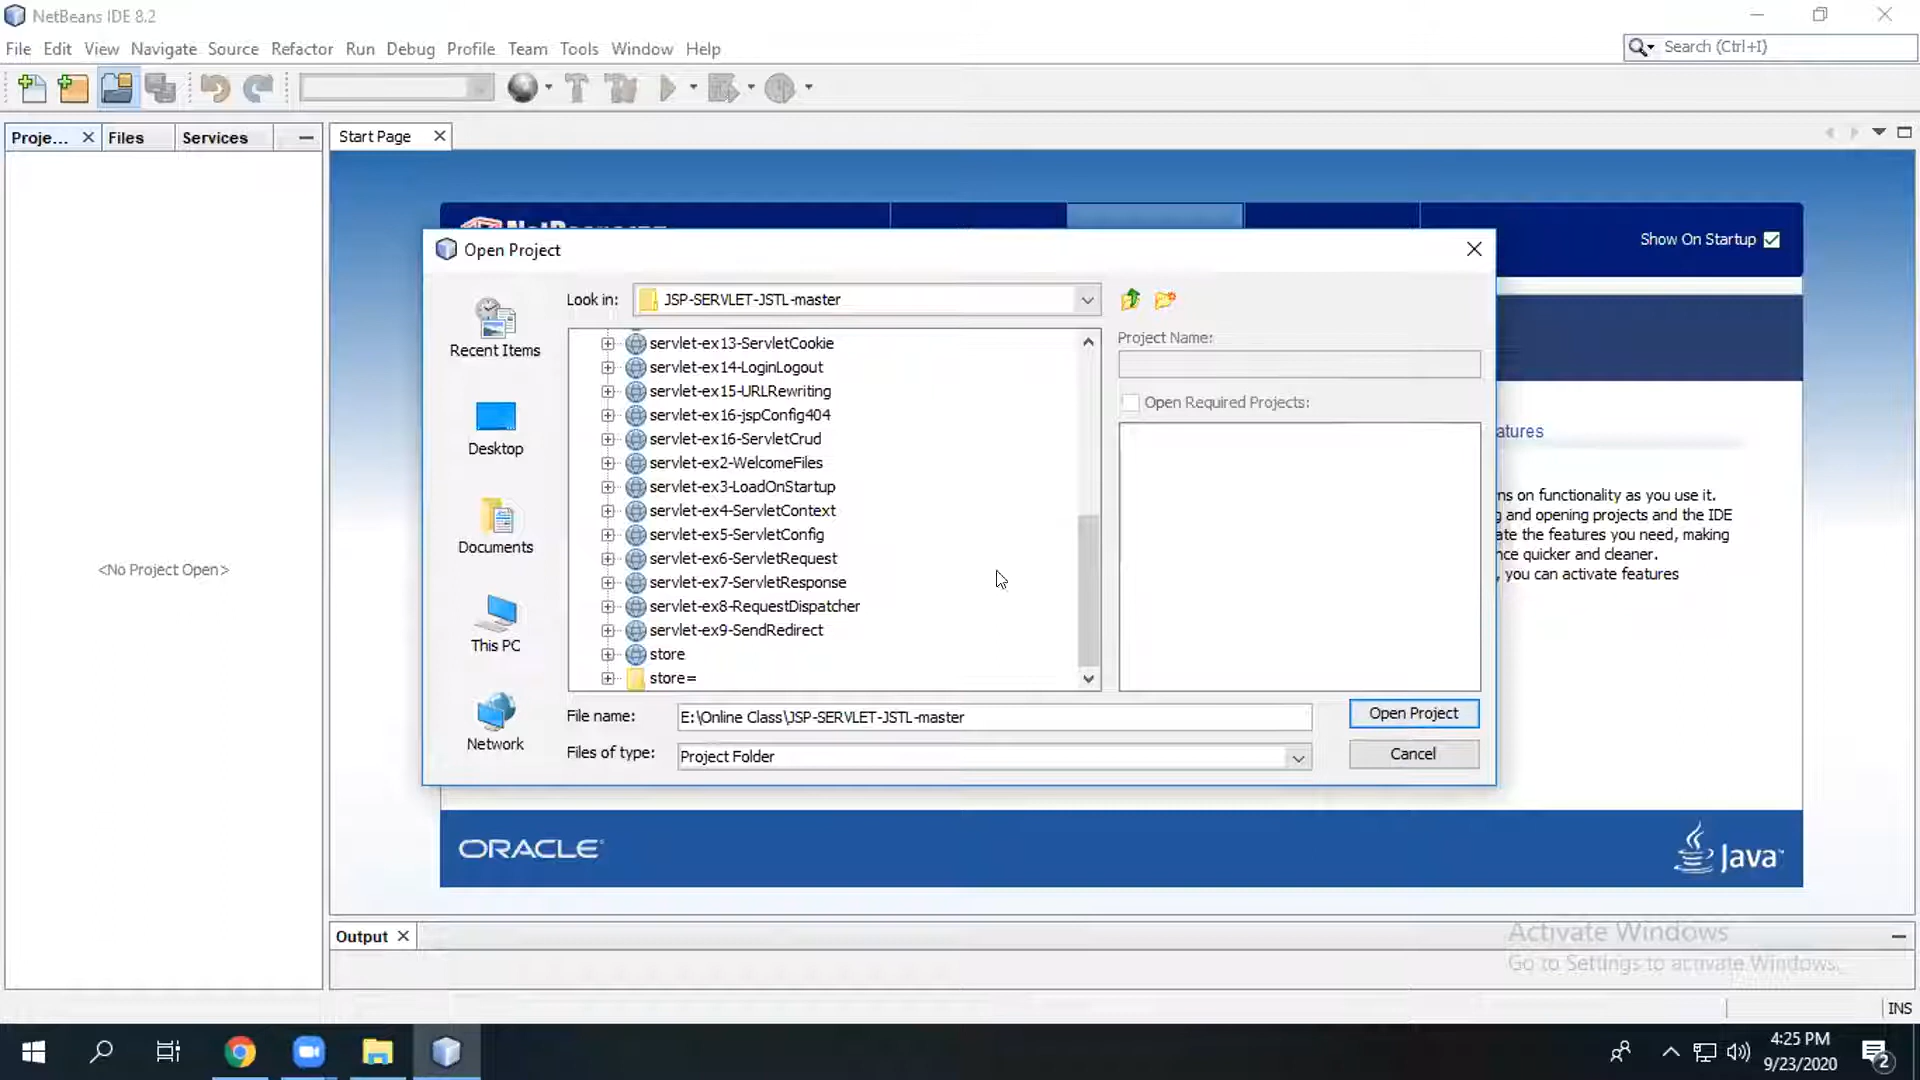 NetBeans IDE 8.2
File Edit View Navigate Source Refactor Run Debug Profile Team Tools Window Help
Search (Ctrl+I)
Proje...
Files
Services
Start Page
<No Project Open>
Show On Startup
Open Project
Look in:
JSP-SERVLET-JSTL-master
Recent Items
Desktop
Documents
This PC
Network
servlet-ex13-ServletCookie
servlet-ex14-LoginLogout
servlet-ex15-URLRewriting
servlet-ex16-jspConfig404
servlet-ex16-ServletCrud
servlet-ex2-WelcomeFiles
servlet-ex3-LoadOnStartup
servlet-ex4-ServletContext
servlet-ex5-ServletConfig
servlet-ex6-ServletRequest
servlet-ex7-ServletResponse
servlet-ex8-RequestDispatcher
servlet-ex9-SendRedirect
store
store=
Project Name:
Open Required Projects:
File name:
E:\Online Class\JSP-SERVLET-JSTL-master
Open Project
Files of type:
Project Folder
Cancel
atures
ns on functionality as you use it.
g and opening projects and the IDE
ate the features you need, making
nce quicker and cleaner.
, you can activate features
ORACLE
Java
Output
Activate Windows
Go to Settings to activate Windows.
INS
4:25 PM
9/23/2020
2